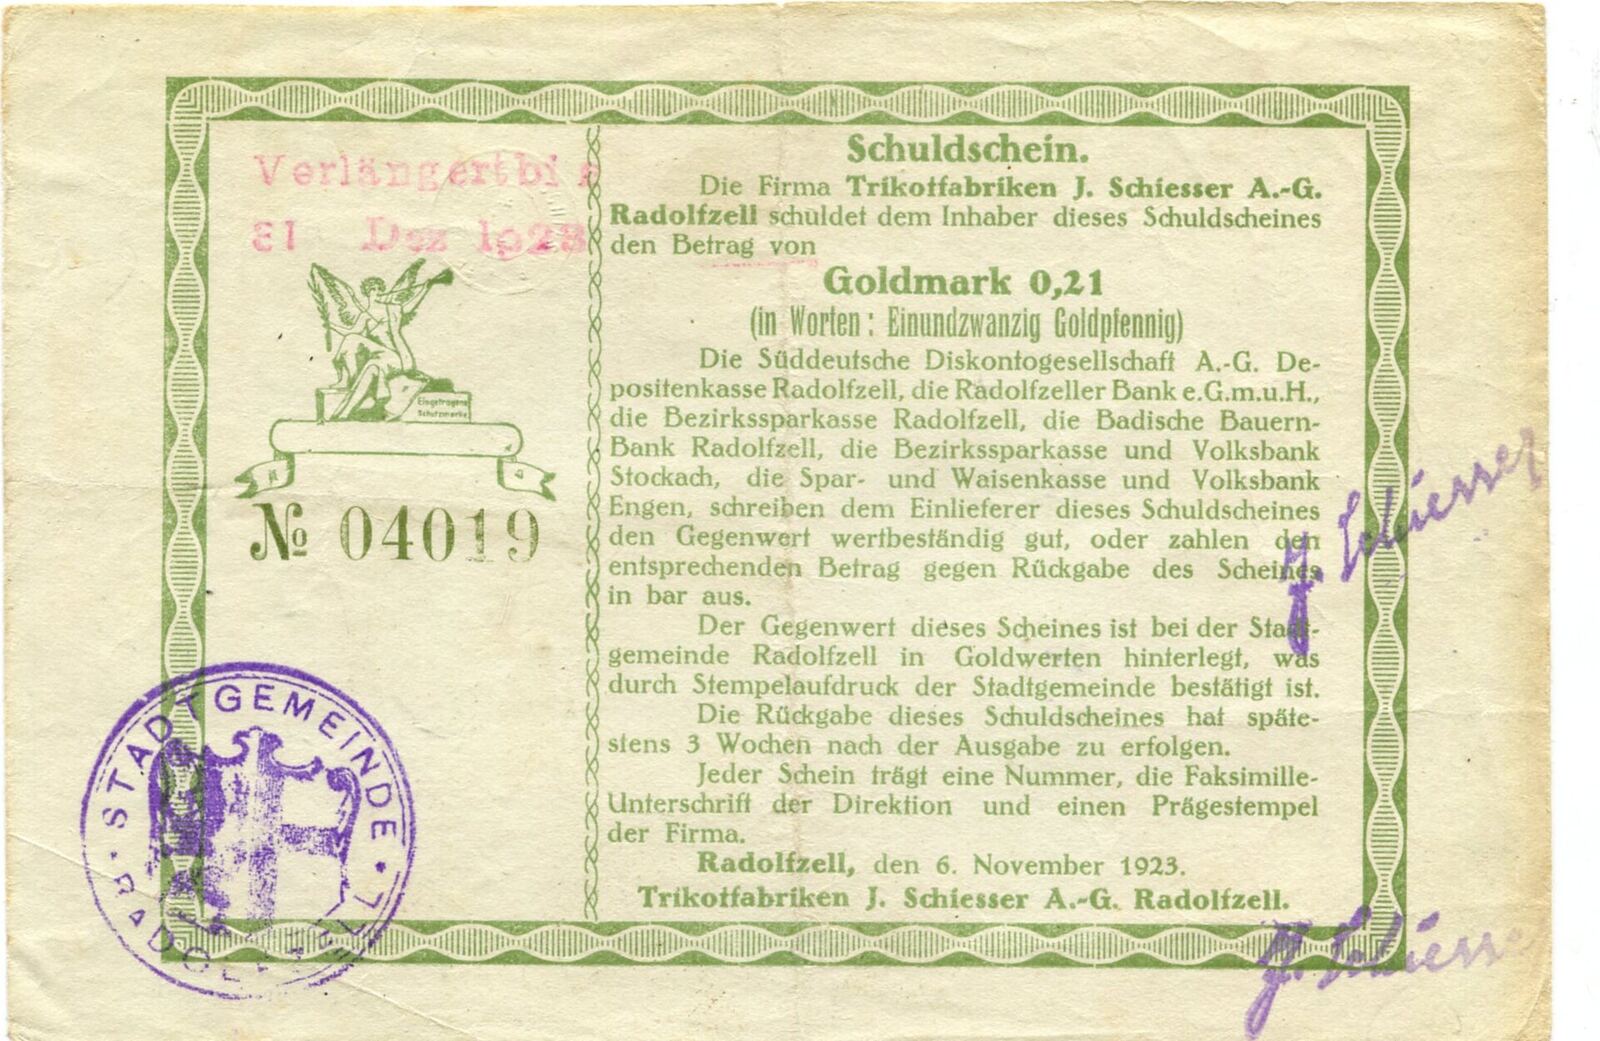 Verlängert bis
31 Dez 1923
Eingetragene
Schutzmarke
№ 04019
STADTGEMEINDE
RADOLFZELL
Schuldschein.
Die Firma Trikotfabriken J. Schiesser A.-G.
Radolfzell schuldet dem Inhaber dieses Schuldscheines
den Betrag von
Goldmark 0,21
(in Worten: Einundzwanzig Goldpfennig)
Die Süddeutsche Diskontogesellschaft A.-G. De-
positenkasse Radolfzell, die Radolfzeller Bank e.G.m.u.H.,
die Bezirkssparkasse Radolfzell, die Badische Bauern-
Bank Radolfzell, die Bezirkssparkasse und Volksbank
Stockach, die Spar- und Waisenkasse und Volksbank
Engen, schreiben dem Einlieferer dieses Schuldscheines
den Gegenwert wertbeständig gut, oder zahlen den
entsprechenden Betrag gegen Rückgabe des Scheines
in bar aus.
Der Gegenwert dieses Scheines ist bei der Stadt-
gemeinde Radolfzell in Goldwerten hinterlegt, was
durch Stempelaufdruck der Stadtgemeinde bestätigt ist.
Die Rückgabe dieses Schuldscheines hat späte-
stens 3 Wochen nach der Ausgabe zu erfolgen.
Jeder Schein trägt eine Nummer, die Faksimille-
Unterschrift der Direktion und einen Prägestempel
der Firma.
Radolfzell, den 6. November 1923.
Trikotfabriken J. Schiesser A.-G. Radolfzell.
J. Schiesser
J. Schiesser